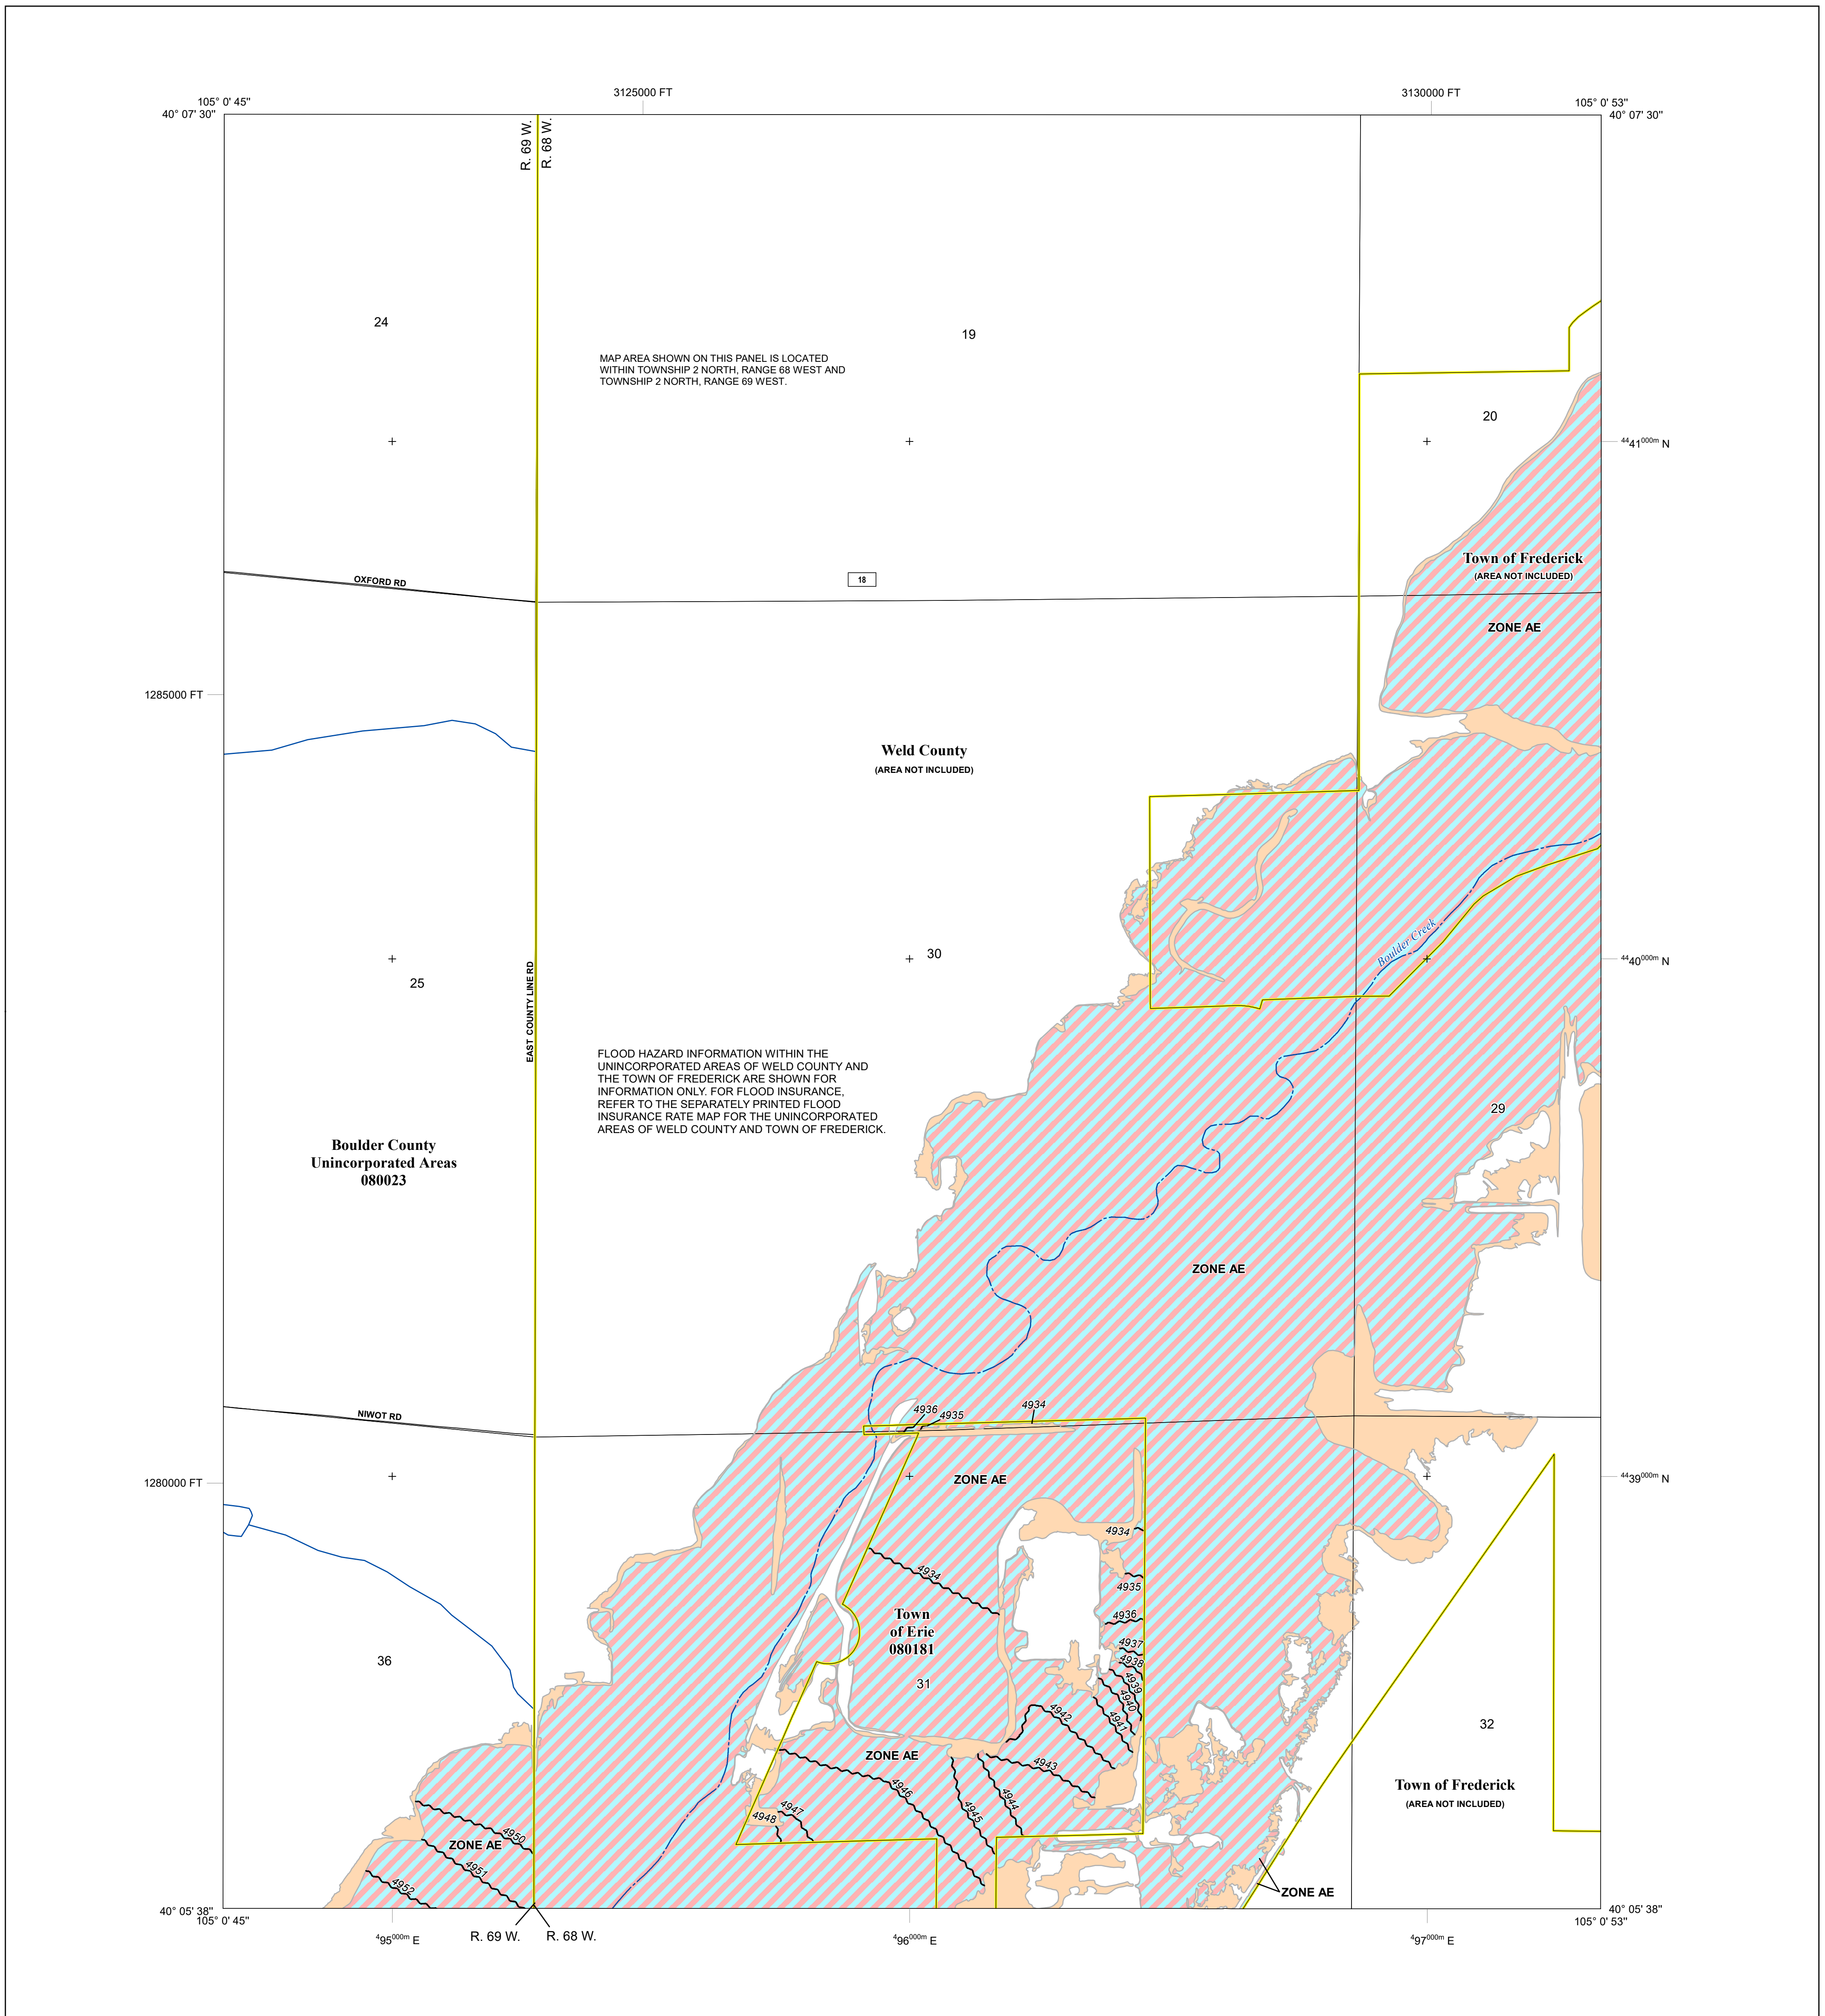 3125000 FT
3130000 FT
105° 0' 45"
105° 0' 53"
40° 07' 30"
40° 07' 30"
R. 69 W.
R. 68 W.
24
19
MAP AREA SHOWN ON THIS PANEL IS LOCATED
WITHIN TOWNSHIP 2 NORTH, RANGE 68 WEST AND
TOWNSHIP 2 NORTH, RANGE 69 WEST.
20
4441000m N
Town of Frederick
(AREA NOT INCLUDED)
OXFORD RD
18
ZONE AE
1285000 FT
Weld County
(AREA NOT INCLUDED)
Boulder Creek
30
4440000m N
25
EAST COUNTY LINE RD
FLOOD HAZARD INFORMATION WITHIN THE
UNINCORPORATED AREAS OF WELD COUNTY AND
THE TOWN OF FREDERICK ARE SHOWN FOR
INFORMATION ONLY. FOR FLOOD INSURANCE,
REFER TO THE SEPARATELY PRINTED FLOOD
INSURANCE RATE MAP FOR THE UNINCORPORATED
AREAS OF WELD COUNTY AND TOWN OF FREDERICK.
29
Boulder County
Unincorporated Areas
080023
ZONE AE
4936
4935
4934
NIWOT RD
1280000 FT
ZONE AE
4439000m N
4934
4934
4935
4936
Town
of Erie
080181
4937
4938
36
4939
31
4940
4941
4942
32
ZONE AE
4943
Town of Frederick
(AREA NOT INCLUDED)
4946
4944
4945
4947
4948
4950
ZONE AE
4951
4952
ZONE AE
40° 05' 38"
40° 05' 38"
105° 0' 45"
105° 0' 53"
495000m E
R. 69 W.
R. 68 W.
496000m E
497000m E